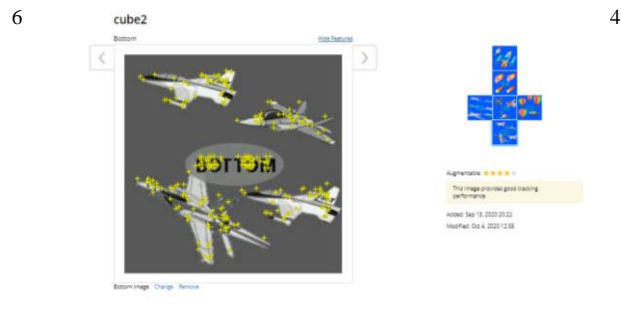 6
4
cube2
Bottom
Hide Features
BOTTOM
Bottom Image Change Remove
Augmentable
This image provides good tracking
performance
Added: Sep 13, 2020 20:22
Modified: Oct 4, 2020 12:58